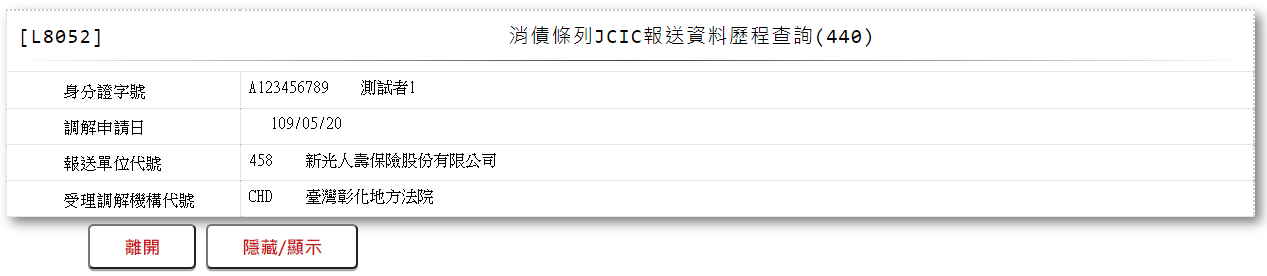 [L8052] 消債條列JCIC報送資料歷程查詢(440)
身分證字號 A123456789 測試者1
調解申請日 109/05/20
報送單位代號 458 新光人壽保險股份有限公司
受理調解機構代號 CHD 臺灣彰化地方法院
離開 隱藏/顯示